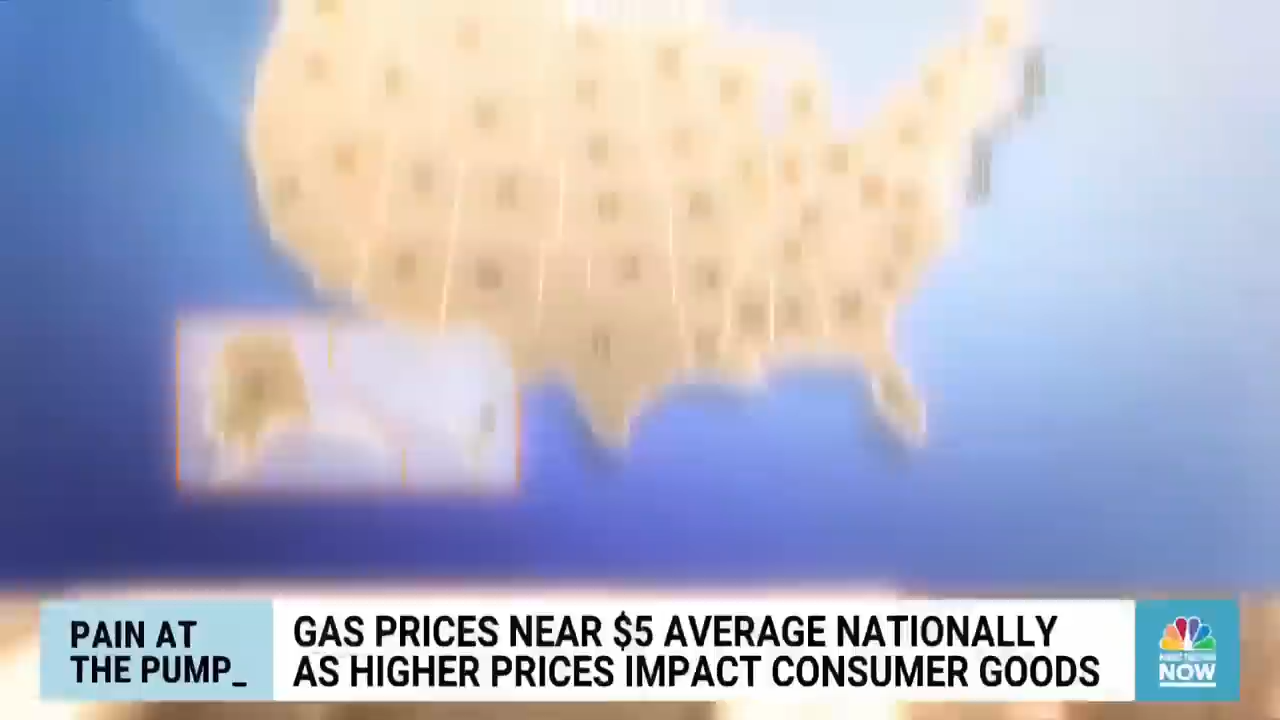 PAIN AT
THE PUMP_
GAS PRICES NEAR $5 AVERAGE NATIONALLY
AS HIGHER PRICES IMPACT CONSUMER GOODS
NOW